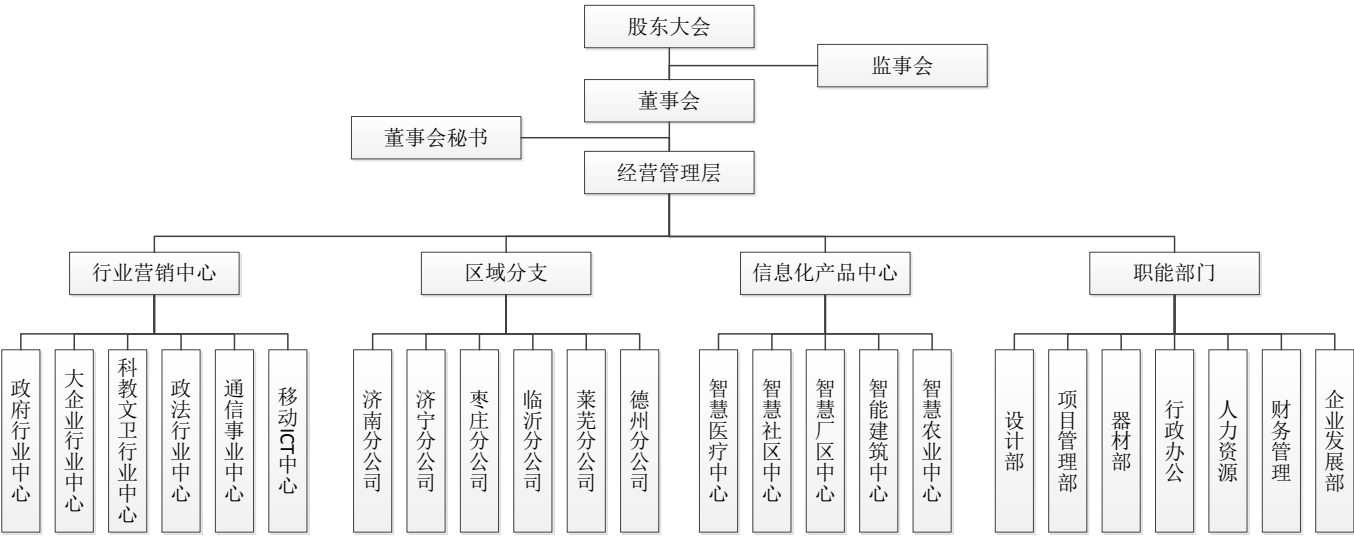 股东大会
监事会
董事会
董事会秘书
经营管理层
行业营销中心
区域分支
信息化产品中心
职能部门
政府行业中心
大企业行业中心
科教文卫行业中心
政法行业中心
通信事业中心
移动ICT中心
济南分公司
济宁分公司
枣庄分公司
临沂分公司
莱芜分公司
德州分公司
智慧医疗中心
智慧社区中心
智慧厂区中心
智能建筑中心
智慧农业中心
设计部
项目管理部
器材部
行政办公
人力资源
财务管理
企业发展部